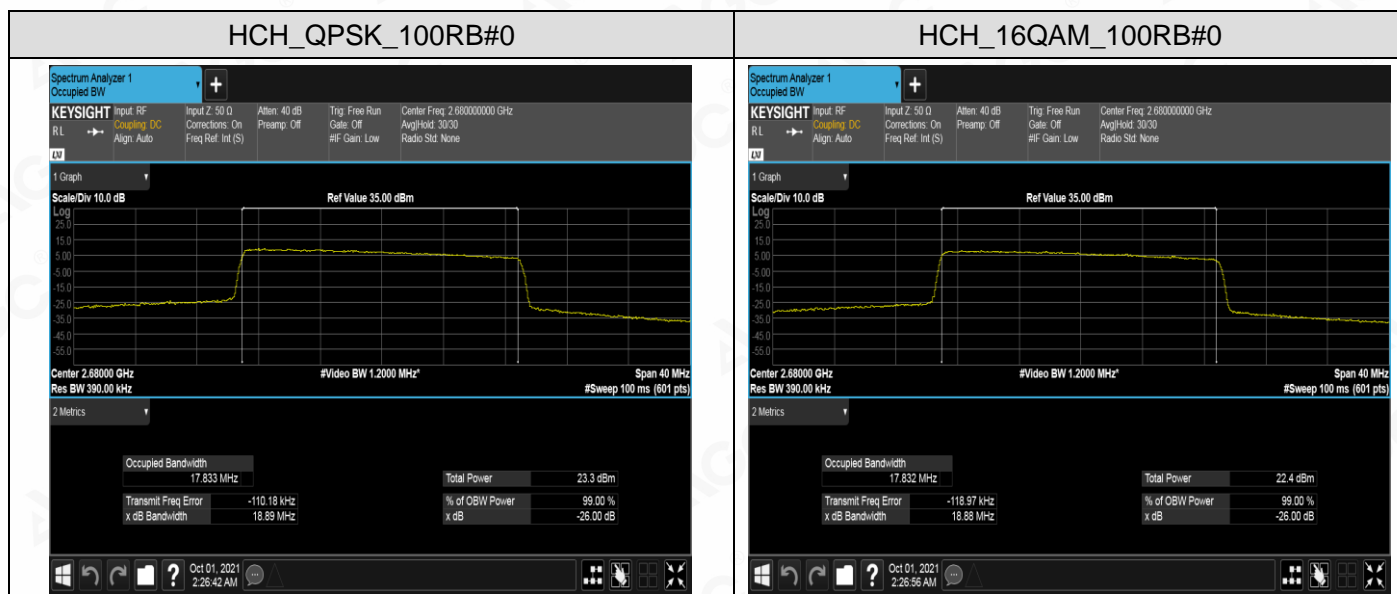 HCH_QPSK_100RB#0
Spectrum Analyzer 1
Occupied BW
+
KEYSIGHT Input: RF Input Z: 50 Ω Atten: 40 dB Trig: Free Run Center Freq: 2.680000000 GHz
RL Coupling: DC Corrections: On Preamp: Off Gate: Off Avg|Hold: 30/30
Align: Auto Freq Ref: Int (S) #IF Gain: Low Radio Std: None
LXI
1 Graph
Scale/Div 10.0 dB Ref Value 35.00 dBm
Log
25.0
15.0
5.00
-5.00
-15.0
-25.0
-35.0
-45.0
-55.0
Center 2.68000 GHz #Video BW 1.2000 MHz* Span 40 MHz
Res BW 390.00 kHz #Sweep 100 ms (601 pts)
2 Metrics
Occupied Bandwidth
17.833 MHz Total Power 23.3 dBm
Transmit Freq Error -110.18 kHz % of OBW Power 99.00 %
x dB Bandwidth 18.89 MHz x dB -26.00 dB
? Oct 01, 2021
2:26:42 AM
HCH_16QAM_100RB#0
Spectrum Analyzer 1
Occupied BW
+
KEYSIGHT Input: RF Input Z: 50 Ω Atten: 40 dB Trig: Free Run Center Freq: 2.680000000 GHz
RL Coupling: DC Corrections: On Preamp: Off Gate: Off Avg|Hold: 30/30
Align: Auto Freq Ref: Int (S) #IF Gain: Low Radio Std: None
LXI
1 Graph
Scale/Div 10.0 dB Ref Value 35.00 dBm
Log
25.0
15.0
5.00
-5.00
-15.0
-25.0
-35.0
-45.0
-55.0
Center 2.68000 GHz #Video BW 1.2000 MHz* Span 40 MHz
Res BW 390.00 kHz #Sweep 100 ms (601 pts)
2 Metrics
Occupied Bandwidth
17.832 MHz Total Power 22.4 dBm
Transmit Freq Error -118.97 kHz % of OBW Power 99.00 %
x dB Bandwidth 18.88 MHz x dB -26.00 dB
? Oct 01, 2021
2:26:56 AM